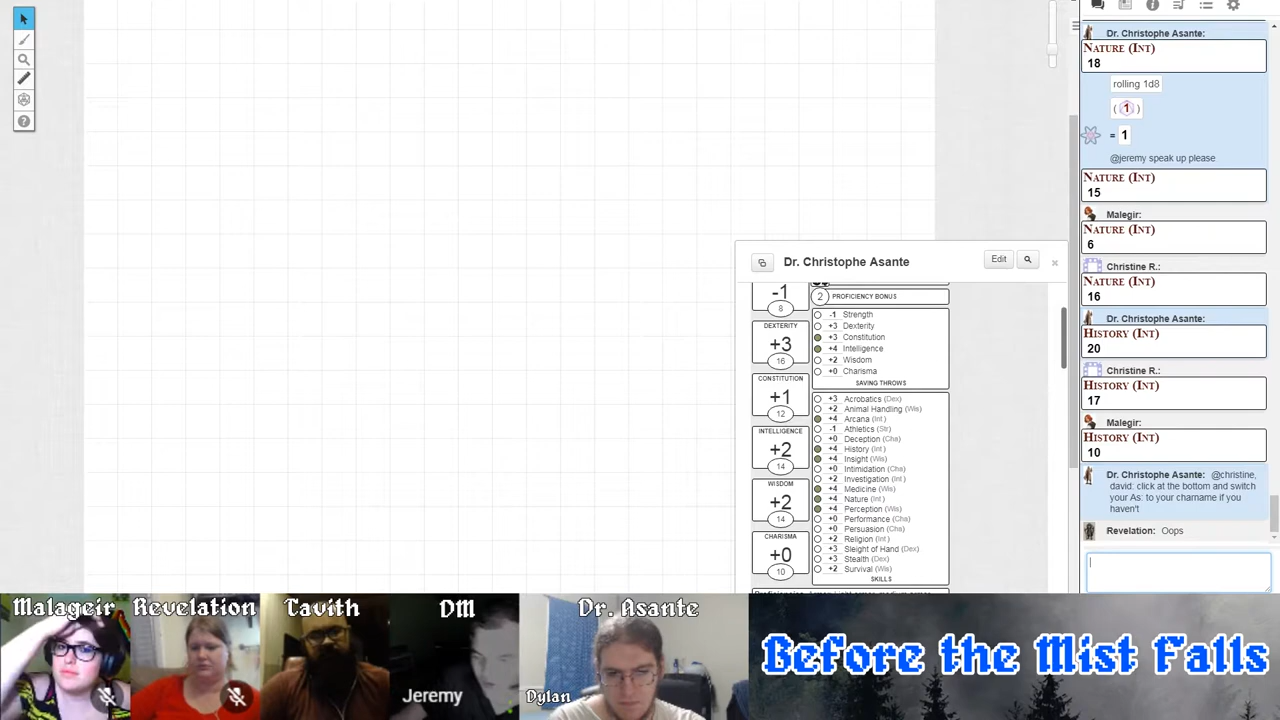 Dr. Christophe Asante:
NATURE (INT)
18
rolling 1d8
(1)
= 1
@jeremy speak up please
NATURE (INT)
15
Malegir:
NATURE (INT)
6
Christine R.:
NATURE (INT)
16
Dr. Christophe Asante:
HISTORY (INT)
20
Christine R.:
HISTORY (INT)
17
Malegir:
HISTORY (INT)
10
Dr. Christophe Asante: @christine,
david: click at the bottom and switch
your As: to your charname if you
haven't
Revelation: Oops
Dr. Christophe Asante
Edit
-1
8
DEXTERITY
+3
16
CONSTITUTION
+1
12
INTELLIGENCE
+2
14
WISDOM
+2
14
CHARISMA
+0
10
2 PROFICIENCY BONUS
-1 Strength
+3 Dexterity
+3 Constitution
+4 Intelligence
+2 Wisdom
+0 Charisma
SAVING THROWS
+3 Acrobatics (Dex)
+2 Animal Handling (Wis)
+4 Arcana (Int)
-1 Athletics (Str)
+0 Deception (Cha)
+4 History (Int)
+4 Insight (Wis)
+0 Intimidation (Cha)
+2 Investigation (Int)
+4 Medicine (Wis)
+4 Nature (Int)
+4 Perception (Wis)
+0 Performance (Cha)
+0 Persuasion (Cha)
+2 Religion (Int)
+3 Sleight of Hand (Dex)
+3 Stealth (Dex)
+2 Survival (Wis)
SKILLS
Malageir
Revelation
Tavith
DM
Jeremy
Dr. Asante
Dylan
Before the Mist Falls